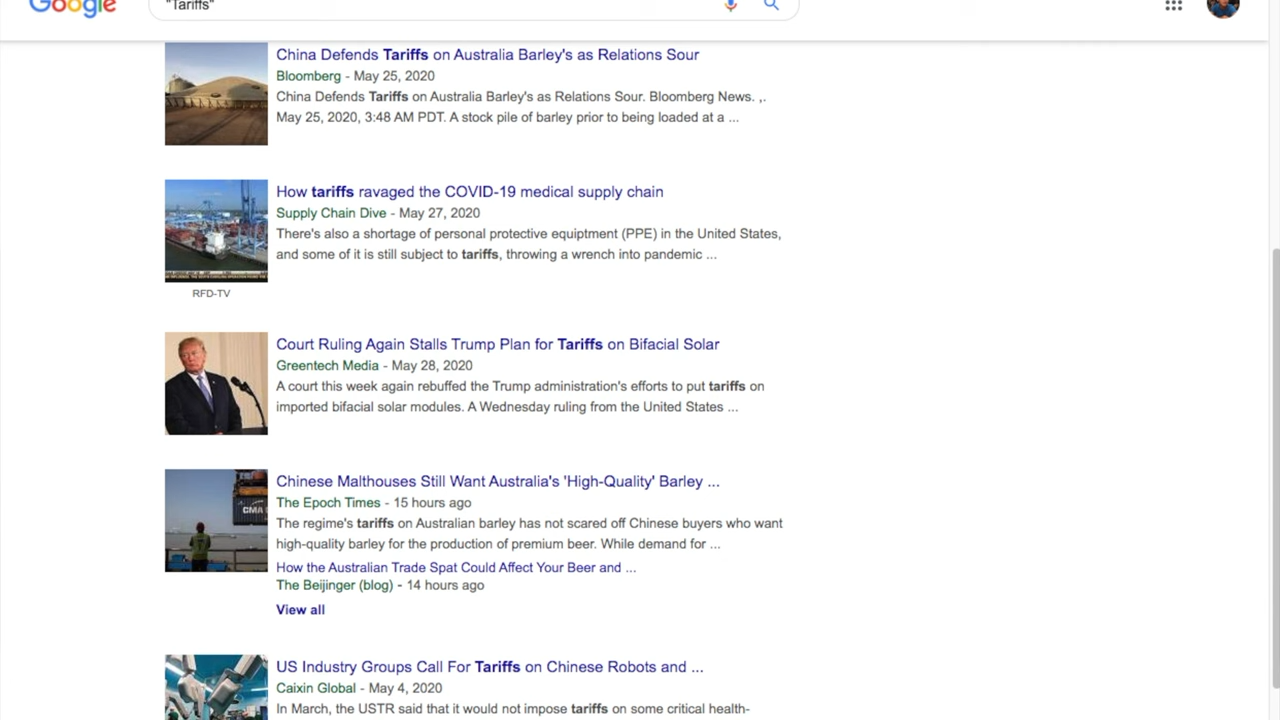 Google
"Tariffs"
China Defends Tariffs on Australia Barley's as Relations Sour
Bloomberg - May 25, 2020
China Defends Tariffs on Australia Barley's as Relations Sour. Bloomberg News. ,.
May 25, 2020, 3:48 AM PDT. A stock pile of barley prior to being loaded at a ...
How tariffs ravaged the COVID-19 medical supply chain
Supply Chain Dive - May 27, 2020
There's also a shortage of personal protective equiptment (PPE) in the United States,
and some of it is still subject to tariffs, throwing a wrench into pandemic ...
RFD-TV
Court Ruling Again Stalls Trump Plan for Tariffs on Bifacial Solar
Greentech Media - May 28, 2020
A court this week again rebuffed the Trump administration's efforts to put tariffs on
imported bifacial solar modules. A Wednesday ruling from the United States ...
Chinese Malthouses Still Want Australia's 'High-Quality' Barley ...
The Epoch Times - 15 hours ago
CMA
The regime's tariffs on Australian barley has not scared off Chinese buyers who want
high-quality barley for the production of premium beer. While demand for ...
How the Australian Trade Spat Could Affect Your Beer and ...
The Beijinger (blog) - 14 hours ago
View all
US Industry Groups Call For Tariffs on Chinese Robots and ...
Caixin Global - May 4, 2020
In March, the USTR said that it would not impose tariffs on some critical health-